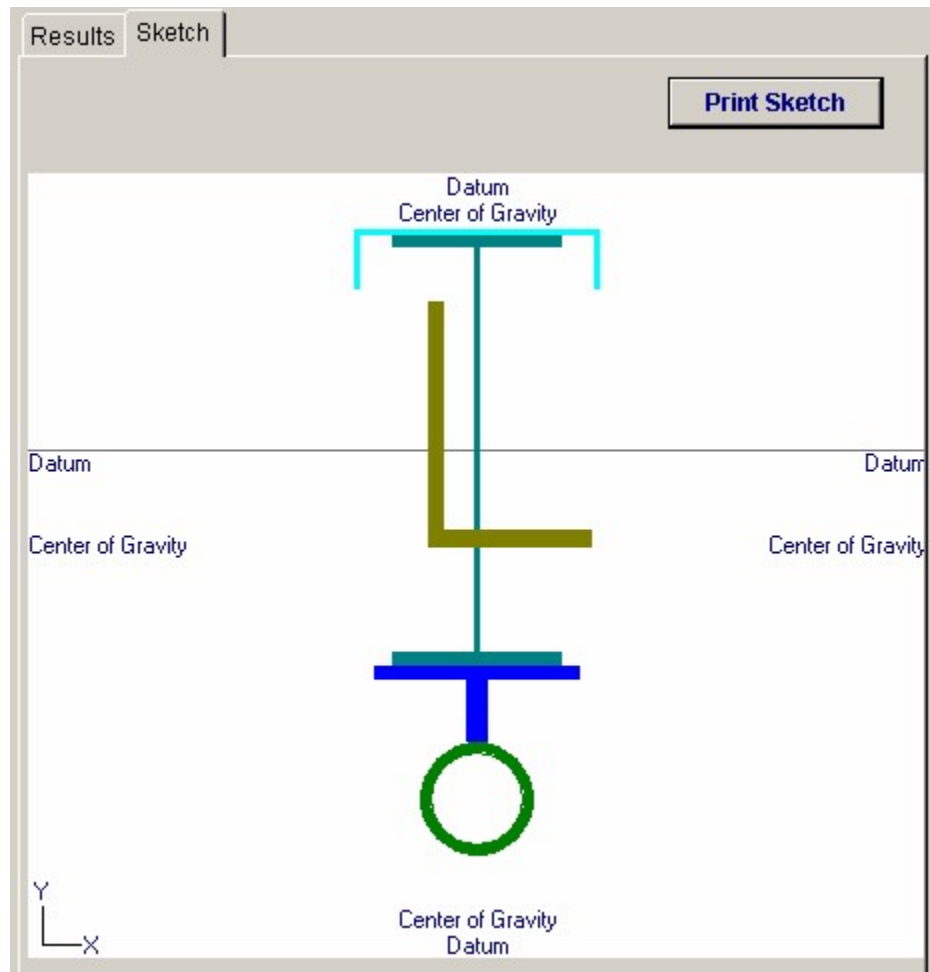 Results Sketch
Print Sketch
Datum
Center of Gravity
Datum Datum
Center of Gravity Center of Gravity
Center of Gravity
Datum
Y
X